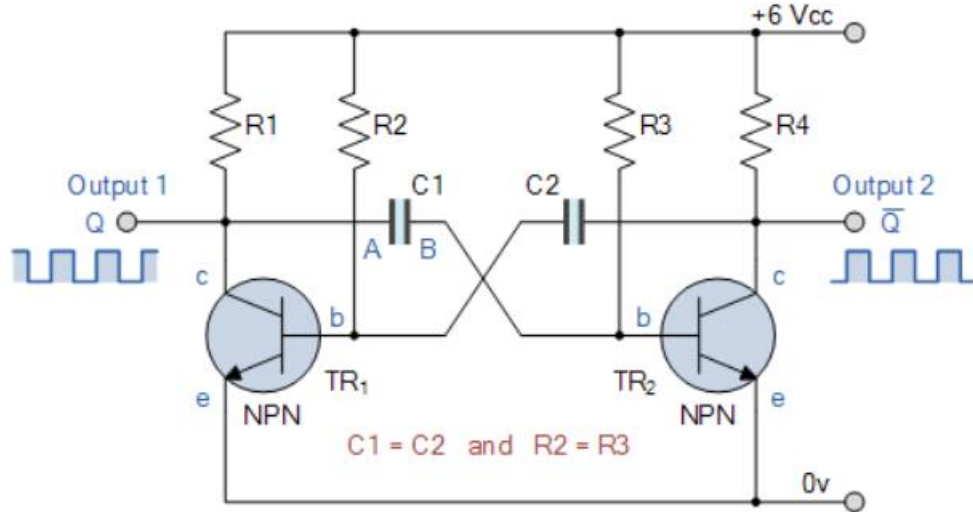 +6 Vcc
R1 R2 R3 R4
Output 1 C1 C2 Output 2
Q A B Q̅
c b b c
TR₁ TR₂
e NPN NPN e
C1 = C2 and R2 = R3
0v